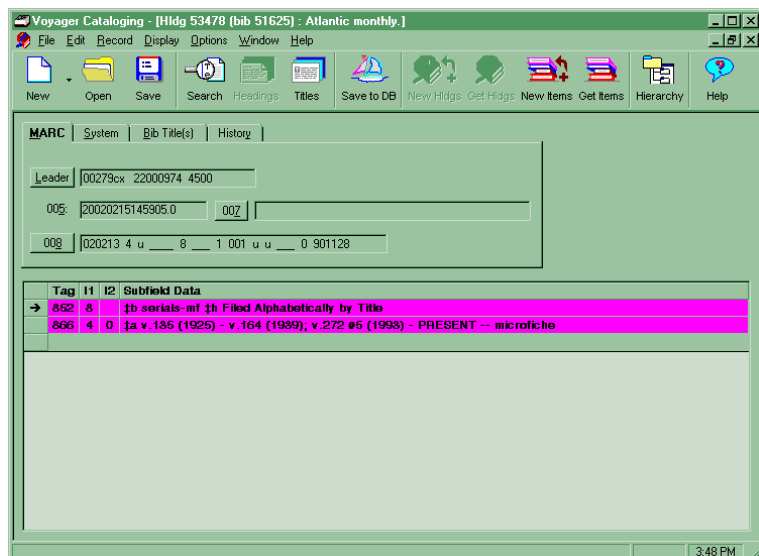 Voyager Cataloging - [Hldg 53478 (bib 51625) : Atlantic monthly.]
File Edit Record Display Options Window Help
New Open Save Search Headings Titles Save to DB New Hldgs Get Hldgs New Items Get Items Hierarchy Help
MARC System Bib Title(s) History
Leader 00279cx 22000974 4500
005: 20020215145905.0 007
008 020213 4 u ___ 8 __ 1 001 u u __ 0 901128
Tag I1 I2 Subfield Data
852 8 ‡b serials-mf ‡h Filed Alphabetically by Title
866 4 0 ‡a v.135 (1925) - v.164 (1939); v.272 #5 (1993) - PRESENT -- microfiche
3:48 PM